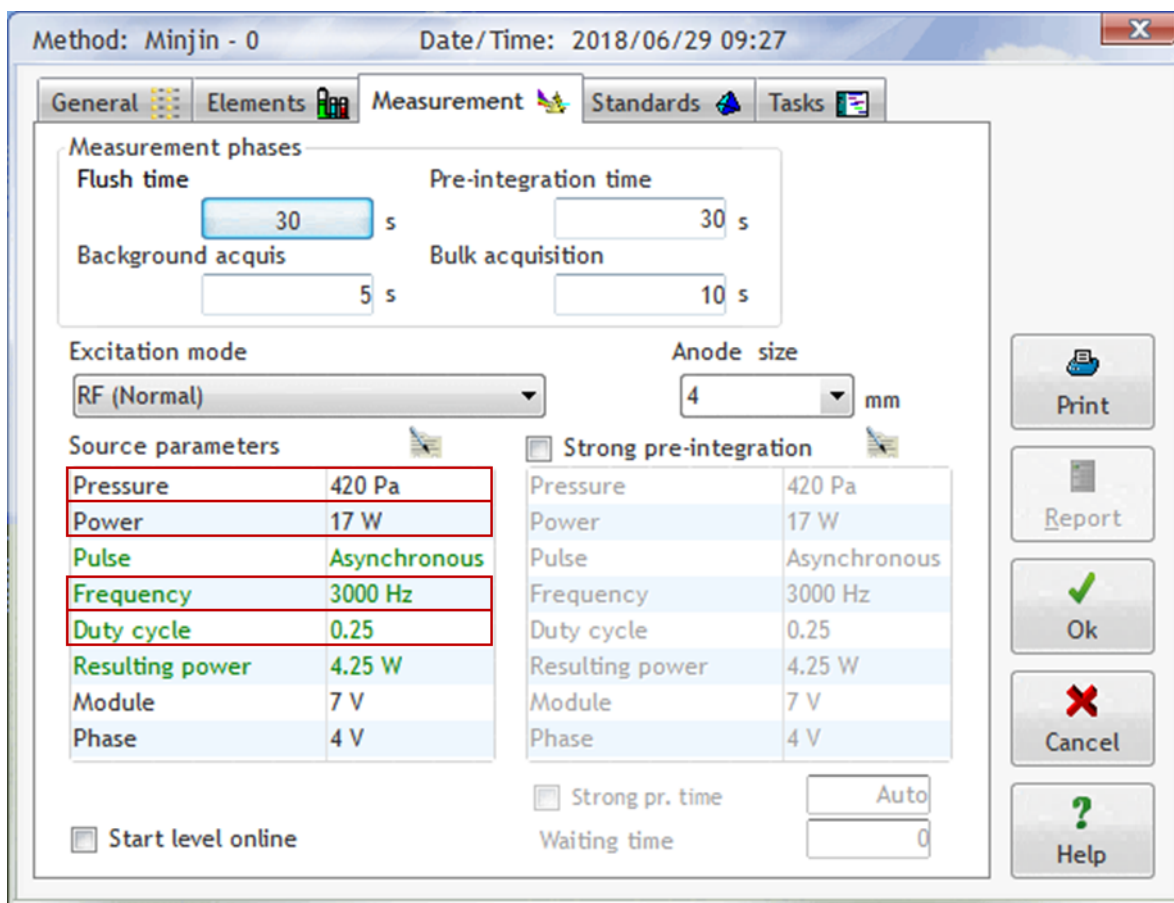 Method: Minjin - 0 Date/Time: 2018/06/29 09:27
X
General Elements Measurement Standards Tasks
Measurement phases
Flush time Pre-integration time
30 s 30 s
Background acquis Bulk acquisition
5 s 10 s
Excitation mode Anode size
RF (Normal) 4 mm
Source parameters Strong pre-integration
Pressure 420 Pa Pressure 420 Pa
Power 17 W Power 17 W
Pulse Asynchronous Pulse Asynchronous
Frequency 3000 Hz Frequency 3000 Hz
Duty cycle 0.25 Duty cycle 0.25
Resulting power 4.25 W Resulting power 4.25 W
Module 7 V Module 7 V
Phase 4 V Phase 4 V
Strong pr. time Auto
Start level online Waiting time 0
Print
Report
Ok
Cancel
?
Help